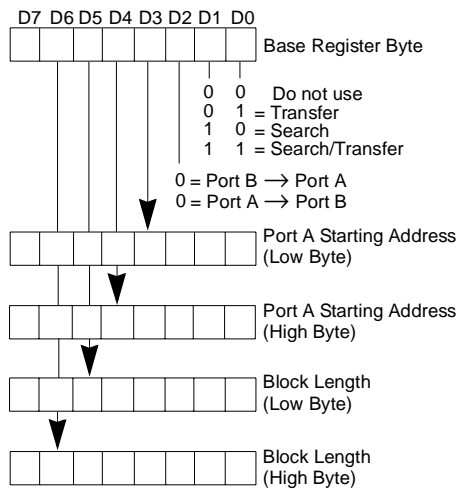 D7 D6 D5 D4 D3 D2 D1 D0
Base Register Byte
0 0 Do not use
0 1 = Transfer
1 0 = Search
1 1 = Search/Transfer
0 = Port B → Port A
0 = Port A → Port B
Port A Starting Address
(Low Byte)
Port A Starting Address
(High Byte)
Block Length
(Low Byte)
Block Length
(High Byte)